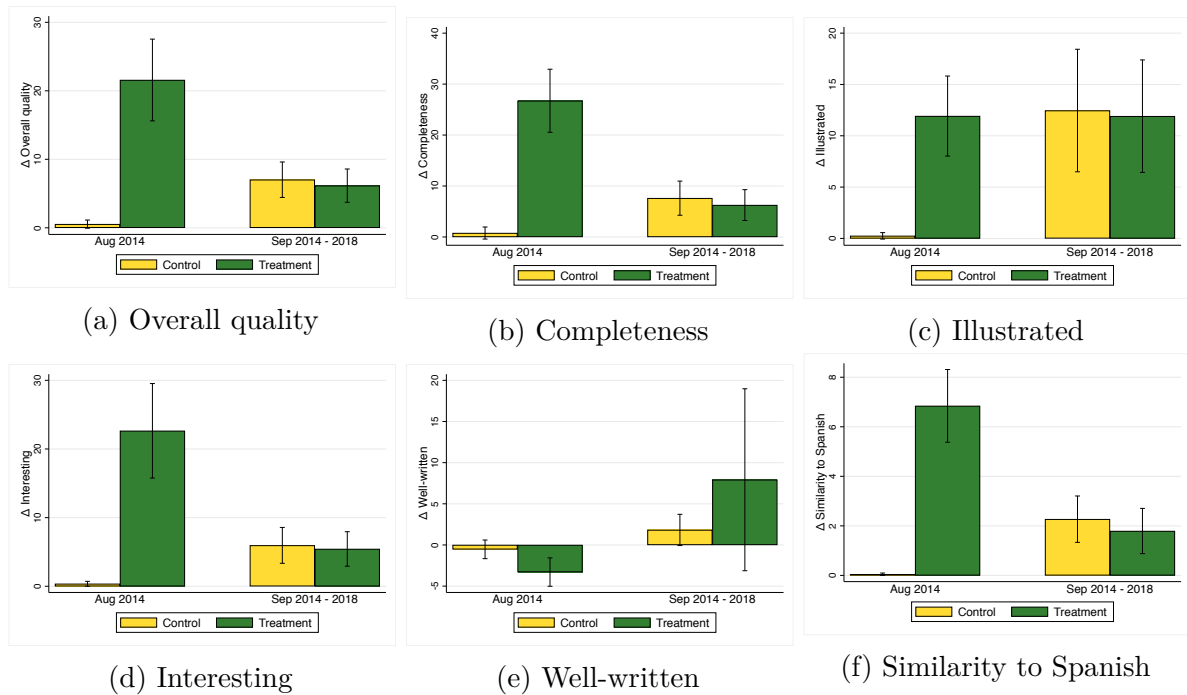 Δ Overall quality
0 10 20 30
Aug 2014 Sep 2014 - 2018
Control Treatment
(a) Overall quality
Δ Completeness
0 10 20 30 40
Aug 2014 Sep 2014 - 2018
Control Treatment
(b) Completeness
Δ Illustrated
0 5 10 15 20
Aug 2014 Sep 2014 - 2018
Control Treatment
(c) Illustrated
Δ Interesting
0 10 20 30
Aug 2014 Sep 2014 - 2018
Control Treatment
(d) Interesting
Δ Well-written
-5 0 5 10 15 20
Aug 2014 Sep 2014 - 2018
Control Treatment
(e) Well-written
Δ Similarity to Spanish
0 2 4 6 8
Aug 2014 Sep 2014 - 2018
Control Treatment
(f) Similarity to Spanish